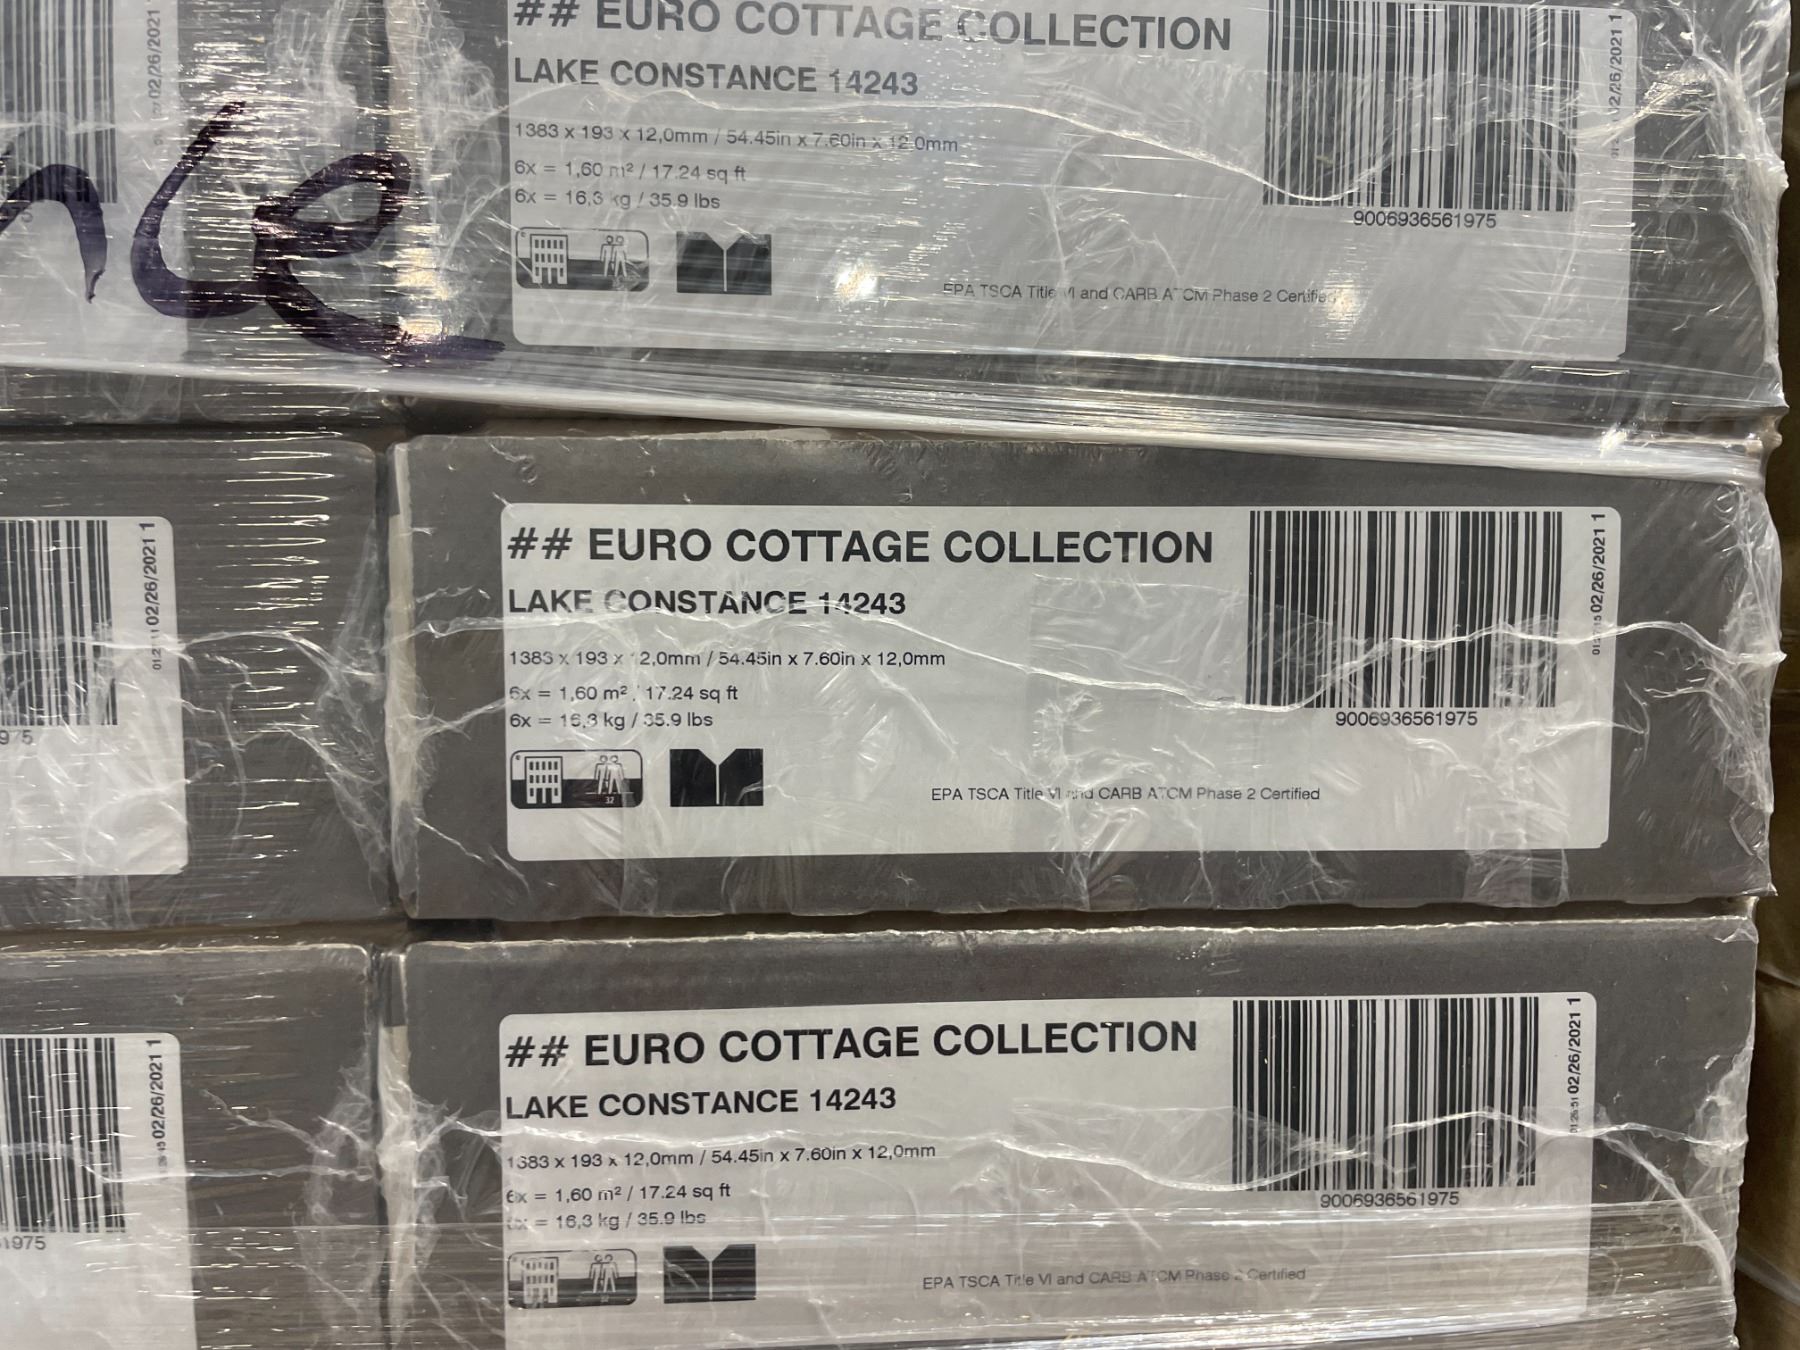 02/26/2021
nce
## EURO COTTAGE COLLECTION
LAKE CONSTANCE 14243
1383 x 193 x 12,0mm / 54.45in x 7.60in x 12,0mm
6x = 1,60 m² / 17.24 sq ft
6x = 16,3 kg / 35.9 lbs
EPA TSCA Title VI and CARB ATCM Phase 2 Certified
9006936561975
02/26/2021 1
02/26/2021 1
## EURO COTTAGE COLLECTION
LAKE CONSTANCE 14243
1383 x 193 x 12,0mm / 54.45in x 7.60in x 12,0mm
6x = 1,60 m² / 17.24 sq ft
6x = 16,3 kg / 35.9 lbs
32
EPA TSCA Title VI and CARB ATCM Phase 2 Certified
9006936561975
02/26/2021 1
02/26/2021 1
1975
## EURO COTTAGE COLLECTION
LAKE CONSTANCE 14243
1383 x 193 x 12,0mm / 54.45in x 7.60in x 12,0mm
6x = 1,60 m² / 17.24 sq ft
6x = 16,3 kg / 35.9 lbs
EPA TSCA Title VI and CARB ATCM Phase 2 Certified
9006936561975
02/26/2021 1